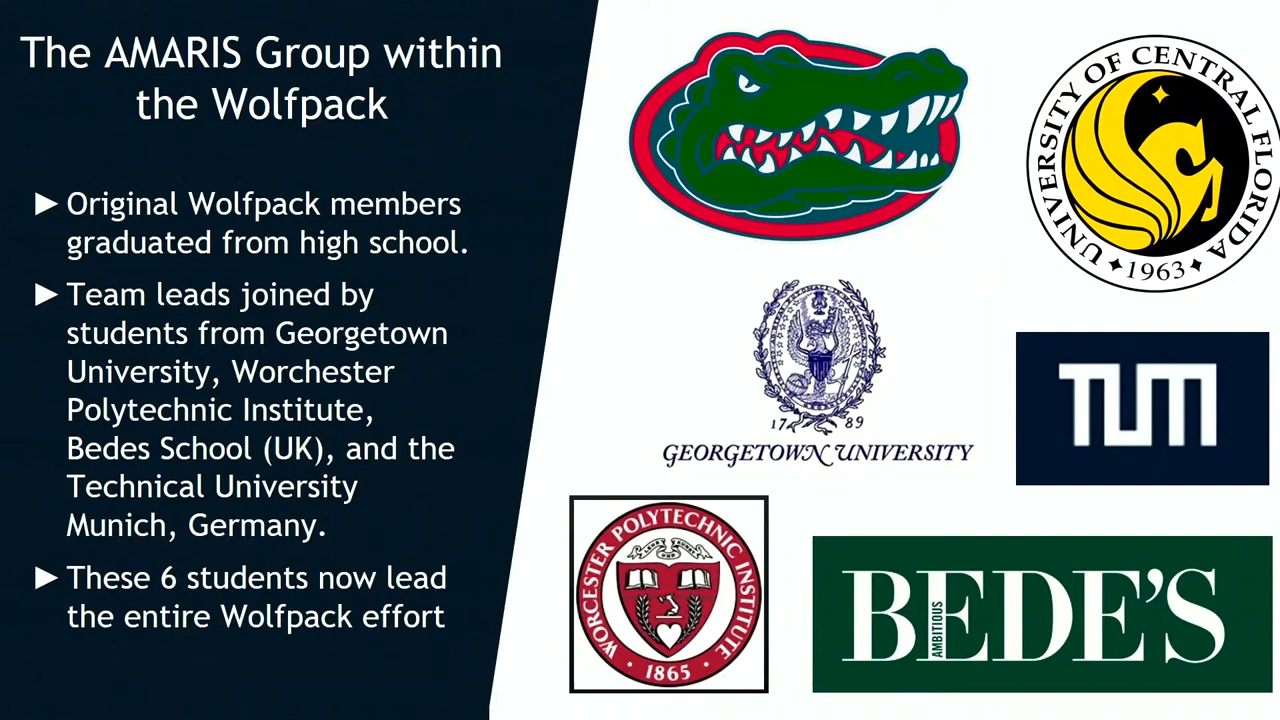 The AMARIS Group within
the Wolfpack
► Original Wolfpack members
graduated from high school.
► Team leads joined by
students from Georgetown
University, Worchester
Polytechnic Institute,
Bedes School (UK), and the
Technical University
Munich, Germany.
► These 6 students now lead
the entire Wolfpack effort
UNIVERSITY OF CENTRAL FLORIDA
1963
17 89
GEORGETOWN UNIVERSITY
TUM
WORCESTER POLYTECHNIC INSTITUTE
1865
BEDE'S
AMBITIOUS